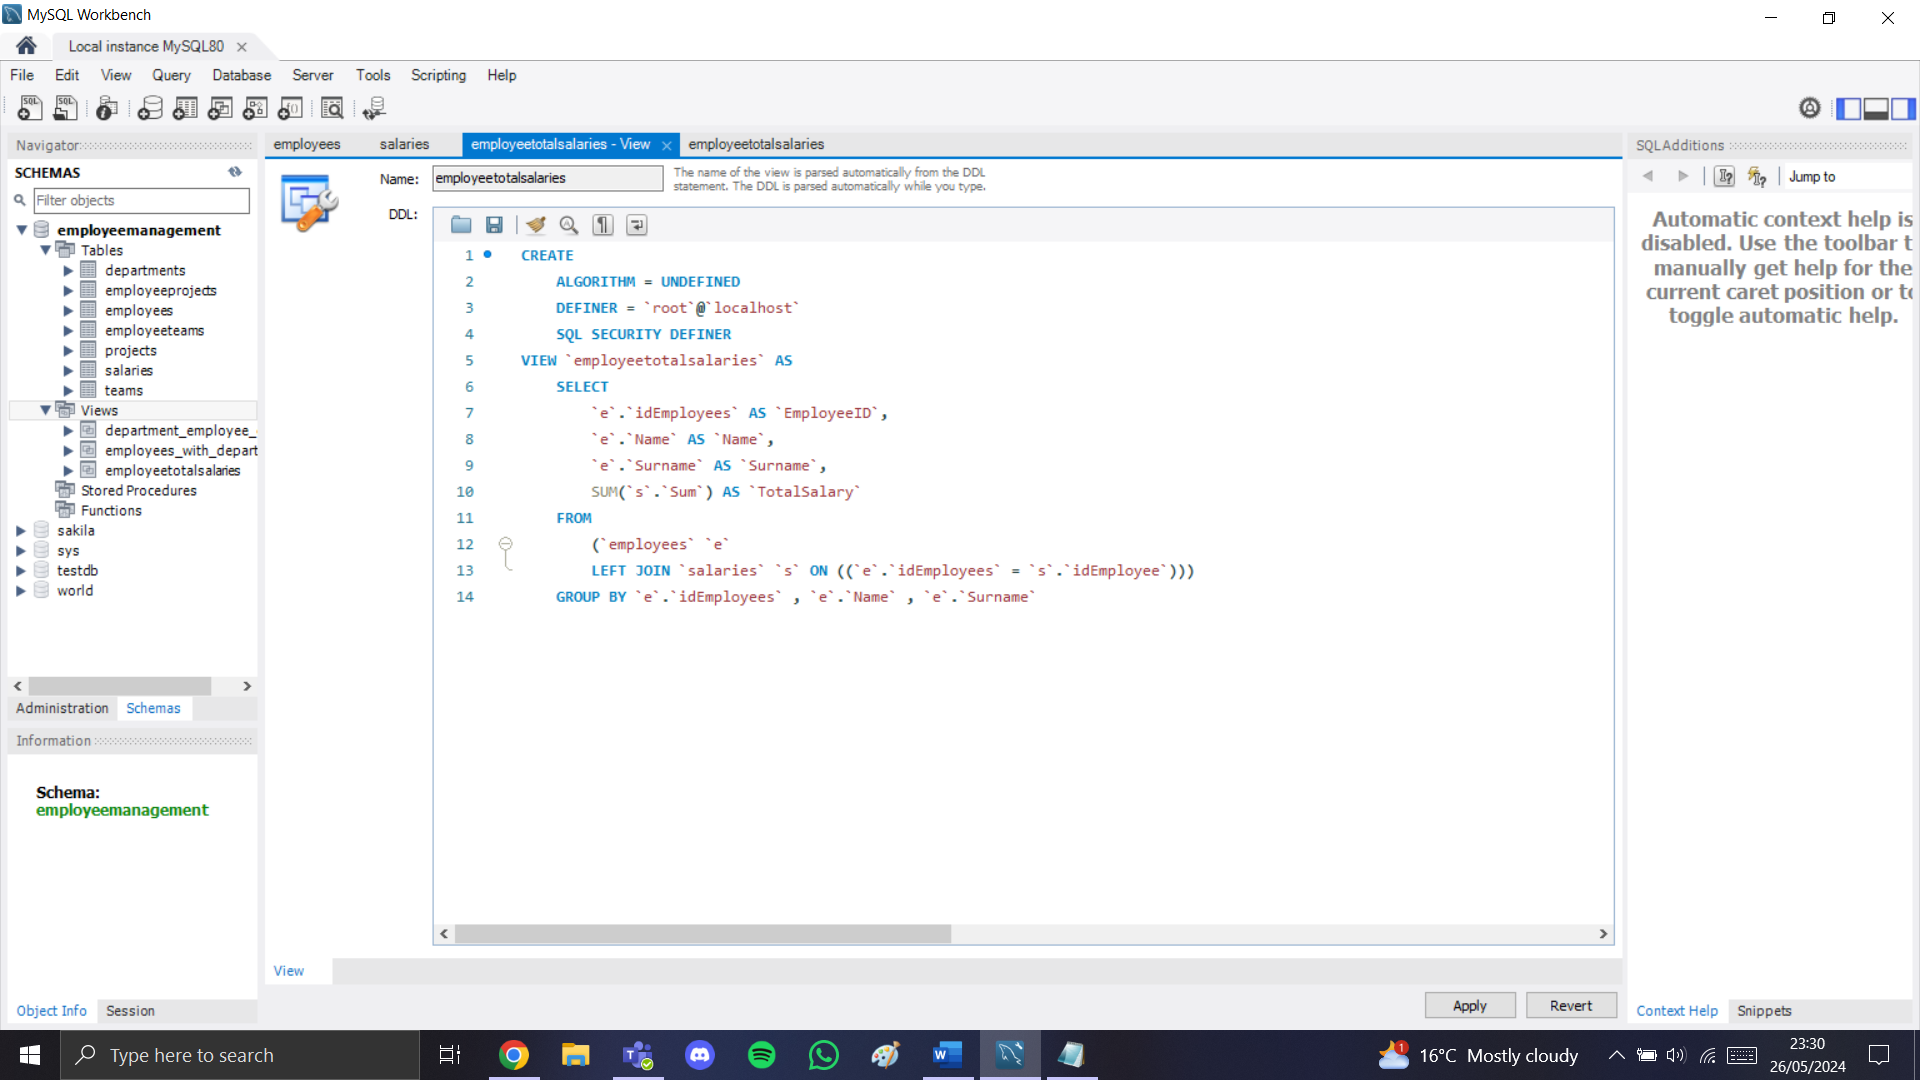 MySQL Workbench
Local instance MySQL80
File Edit View Query Database Server Tools Scripting Help
Navigator
SCHEMAS
Filter objects
employeemanagement
Tables
departments
employeeprojects
employees
employeeteams
projects
salaries
teams
Views
department_employee_
employees_with_depart
employeetotalsalaries
Stored Procedures
Functions
sakila
sys
testdb
world
Administration Schemas
Information
Schema:
employeemanagement
Object Info Session
employees salaries employeetotalsalaries - View employeetotalsalaries
Name: employeetotalsalaries
The name of the view is parsed automatically from the DDL
statement. The DDL is parsed automatically while you type.
DDL:
1 CREATE
2 ALGORITHM = UNDEFINED
3 DEFINER = `root`@`localhost`
4 SQL SECURITY DEFINER
5 VIEW `employeetotalsalaries` AS
6 SELECT
7 `e`.`idEmployees` AS `EmployeeID`,
8 `e`.`Name` AS `Name`,
9 `e`.`Surname` AS `Surname`,
10 SUM(`s`.`Sum`) AS `TotalSalary`
11 FROM
12 (`employees` `e`
13 LEFT JOIN `salaries` `s` ON ((`e`.`idEmployees` = `s`.`idEmployee`)))
14 GROUP BY `e`.`idEmployees` , `e`.`Name` , `e`.`Surname`
View
Apply Revert
SQLAdditions
Jump to
Automatic context help is
disabled. Use the toolbar t
manually get help for the
current caret position or to
toggle automatic help.
Context Help Snippets
Type here to search
16°C Mostly cloudy
23:30
26/05/2024